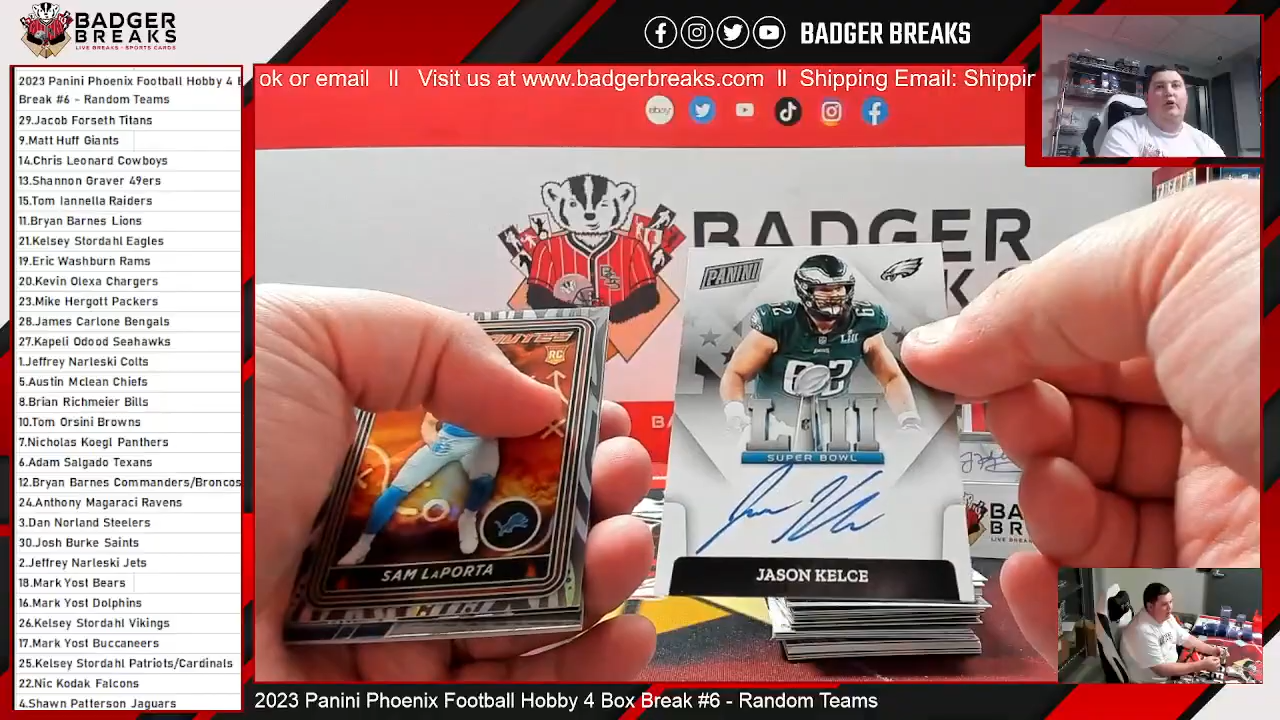 BADGER
BREAKS
LIVE BREAKS - SPORTS CARDS
BADGER BREAKS
2023 Panini Phoenix Football Hobby 4 B
Break #6 - Random Teams
29.Jacob Forseth Titans
9.Matt Huff Giants
14.Chris Leonard Cowboys
13.Shannon Graver 49ers
15.Tom Iannella Raiders
11.Bryan Barnes Lions
21.Kelsey Stordahl Eagles
19.Eric Washburn Rams
20.Kevin Olexa Chargers
23.Mike Hergott Packers
28.James Carlone Bengals
27.Kapeli Odood Seahawks
1.Jeffrey Narleski Colts
5.Austin Mclean Chiefs
8.Brian Richmeier Bills
10.Tom Orsini Browns
7.Nicholas Koegl Panthers
6.Adam Salgado Texans
12.Bryan Barnes Commanders/Broncos
24.Anthony Magaraci Ravens
3.Dan Norland Steelers
30.Josh Burke Saints
2.Jeffrey Narleski Jets
18.Mark Yost Bears
16.Mark Yost Dolphins
26.Kelsey Stordahl Vikings
17.Mark Yost Buccaneers
25.Kelsey Stordahl Patriots/Cardinals
22.Nic Kodak Falcons
4.Shawn Patterson Jaguars
ok or email II Visit us at www.badgerbreaks.com II Shipping Email: Shippin
ebay
BADGER
PANINI
LII
62
LII
SUPER BOWL
JASON KELCE
RC
SAM LAPORTA
BADGER
BREAKS
2023 Panini Phoenix Football Hobby 4 Box Break #6 - Random Teams